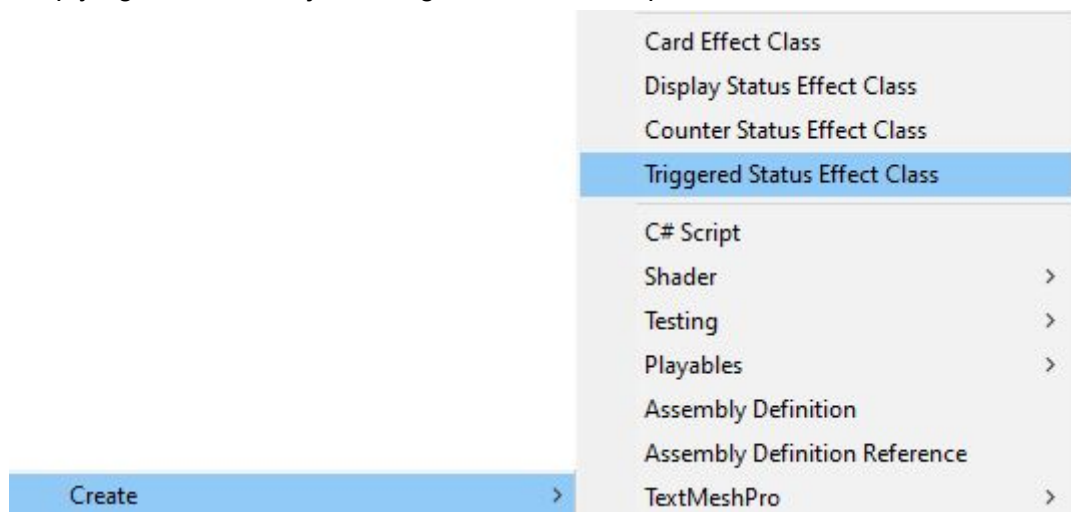 Card Effect Class
Display Status Effect Class
Counter Status Effect Class
Triggered Status Effect Class
C# Script
Shader >
Testing >
Playables >
Assembly Definition
Assembly Definition Reference
Create > TextMeshPro >